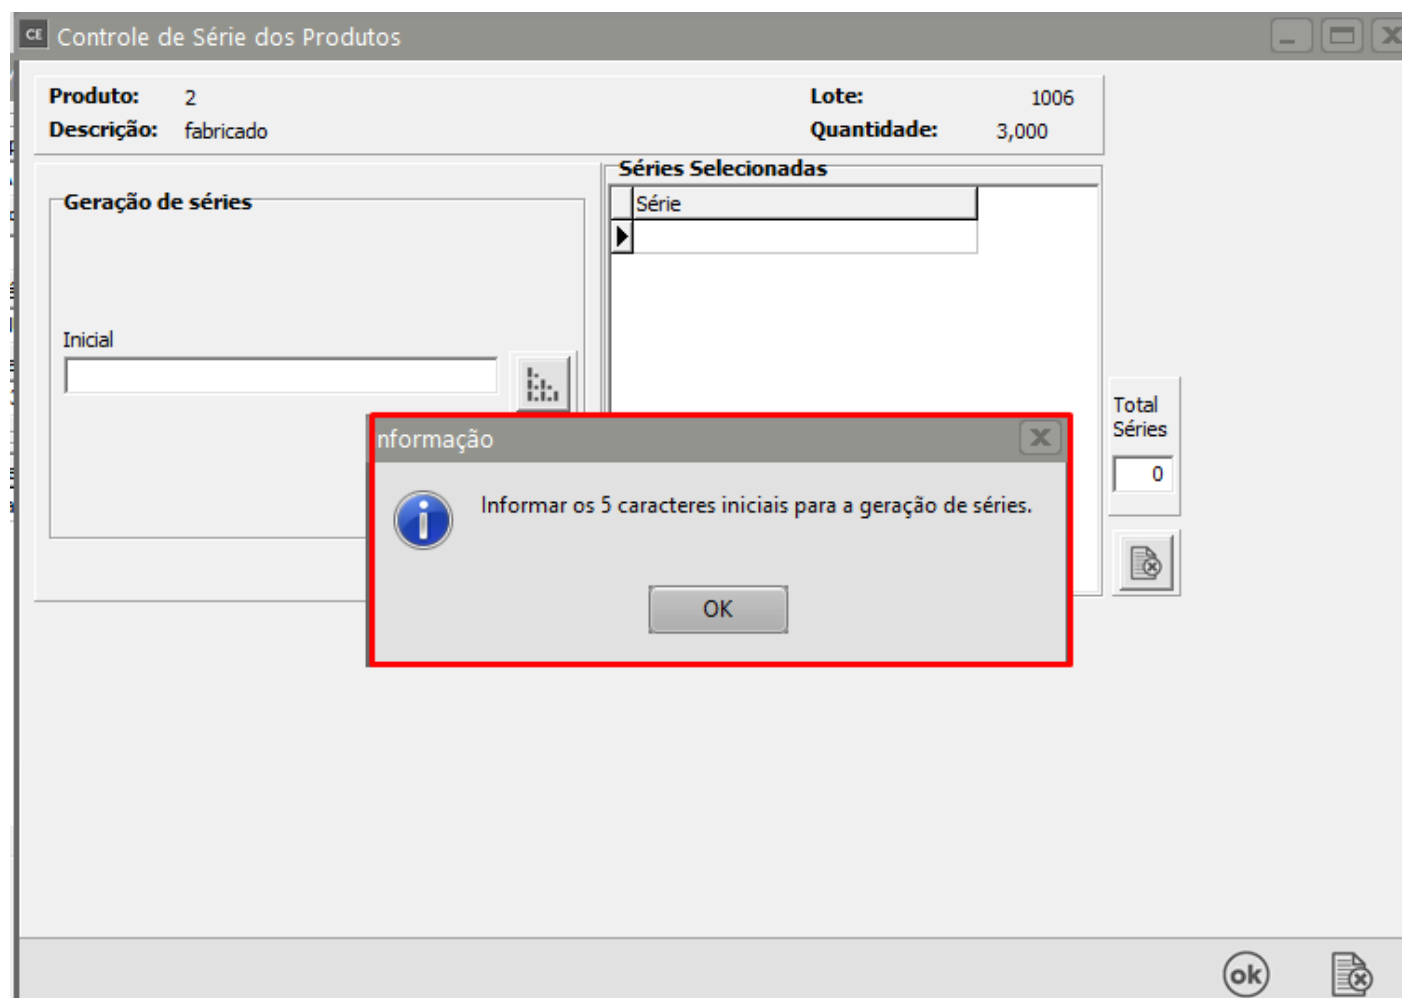 CE Controle de Série dos Produtos
Produto: 2 Lote: 1006
Descrição: fabricado Quantidade: 3,000
Séries Selecionadas
Geração de séries
Série
Inicial
Total
Séries
0
nformação
Informar os 5 caracteres iniciais para a geração de séries.
OK
ok